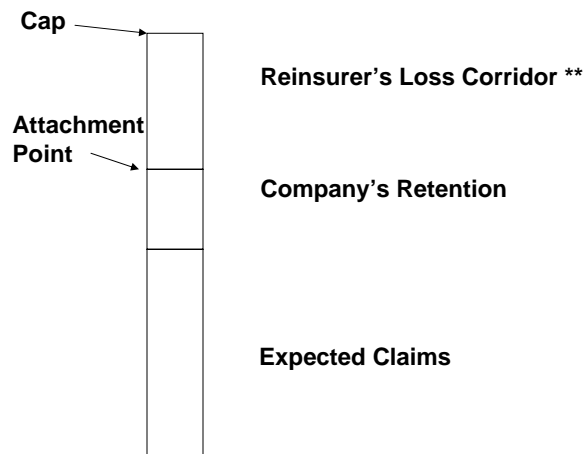 Cap
Reinsurer's Loss Corridor **
Attachment
Point
Company's Retention
Expected Claims